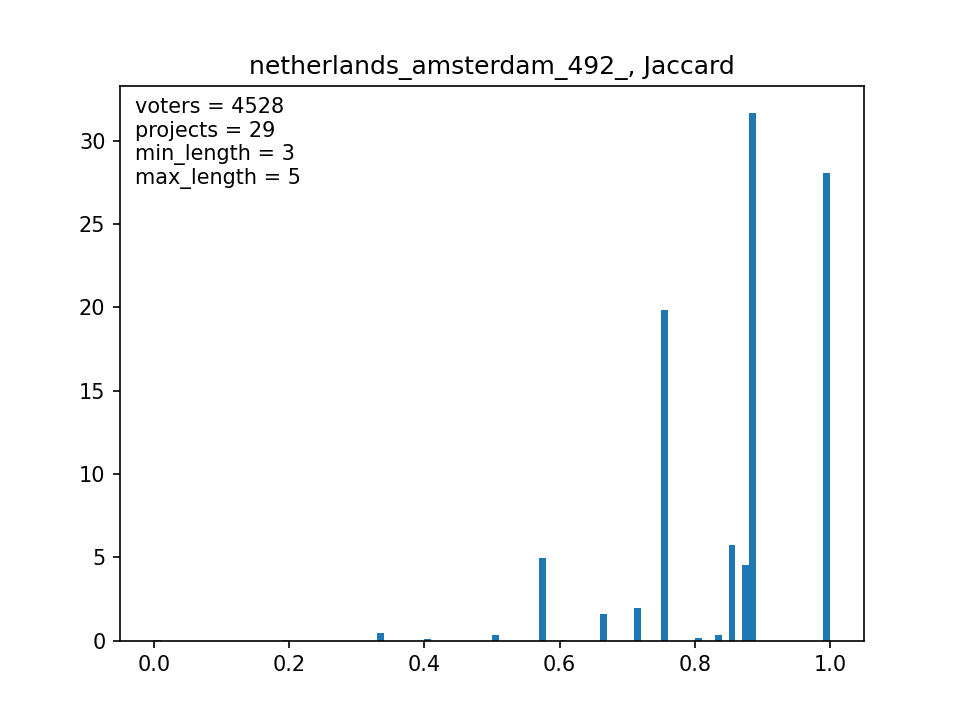 netherlands_amsterdam_492_, Jaccard
voters = 4528
projects = 29
min_length = 3
max_length = 5
30
25
20
15
10
5
0
0.0 0.2 0.4 0.6 0.8 1.0